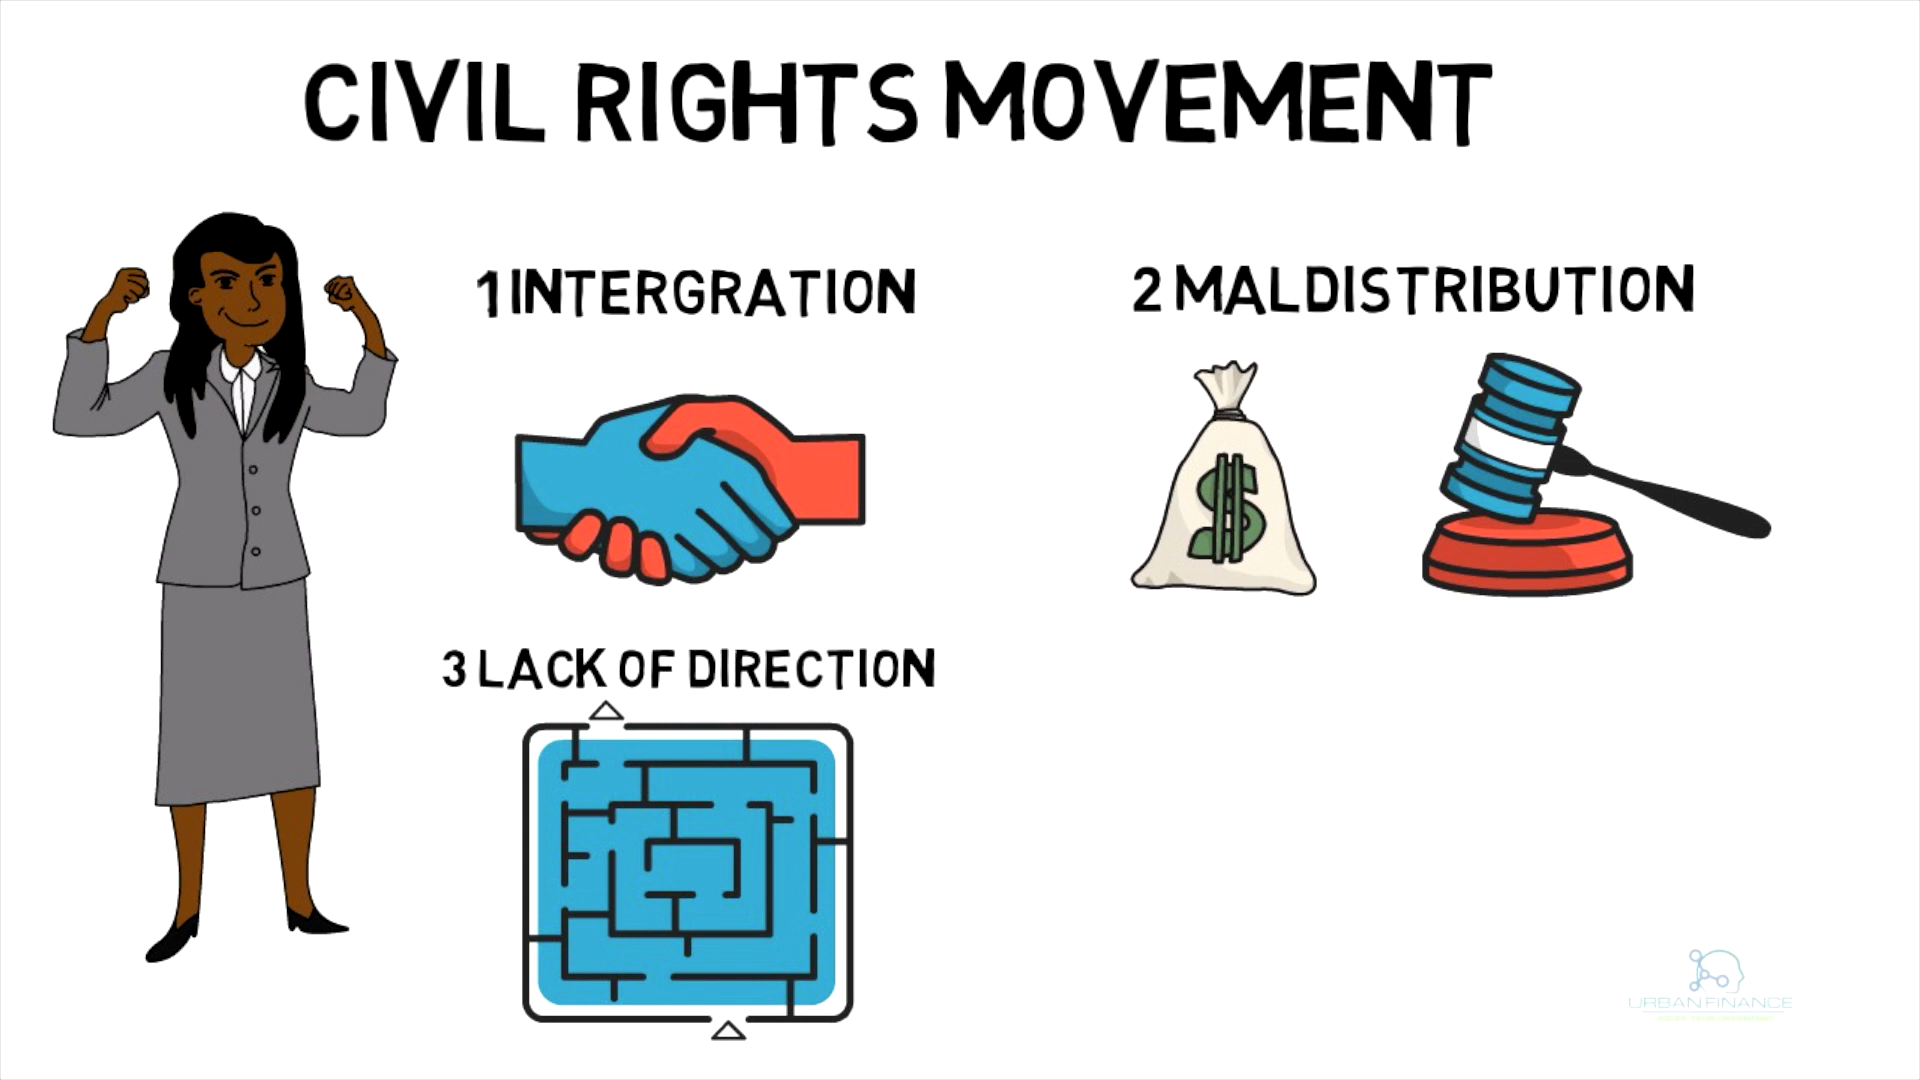 CIVIL RIGHTS MOVEMENT
1 INTERGRATION
2 MALDISTRIBUTION
$
3 LACK OF DIRECTION
URBAN FINANCE